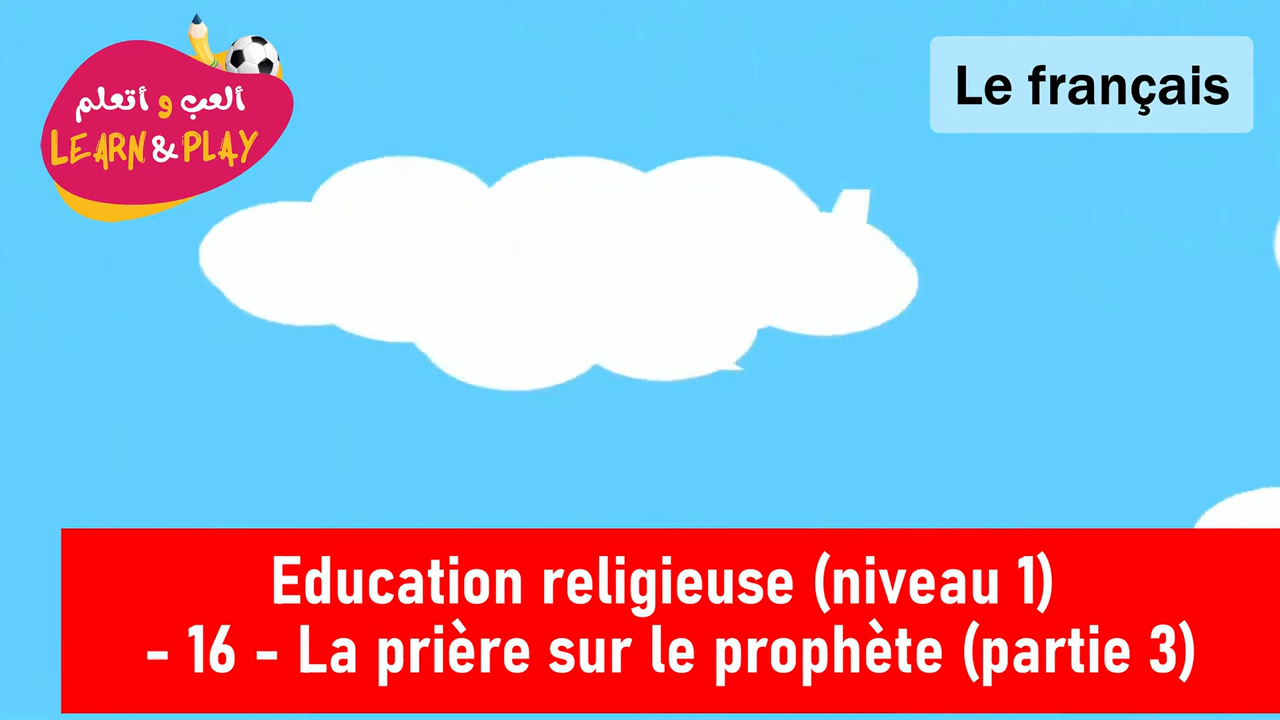 ألعب و أتعلم
LEARN & PLAY
Le français
Education religieuse (niveau 1)
- 16 - La prière sur le prophète (partie 3)